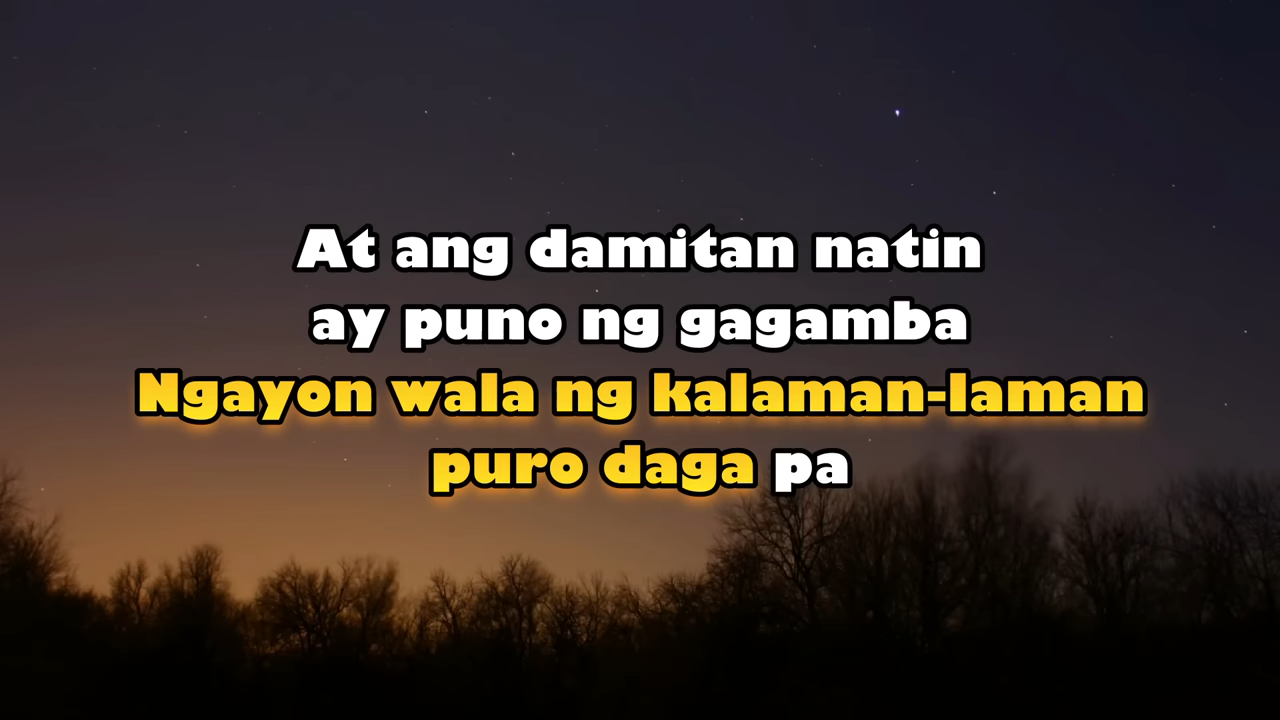 At ang damitan natin
ay puno ng gagamba
Ngayon wala ng kalaman-laman
puro daga pa